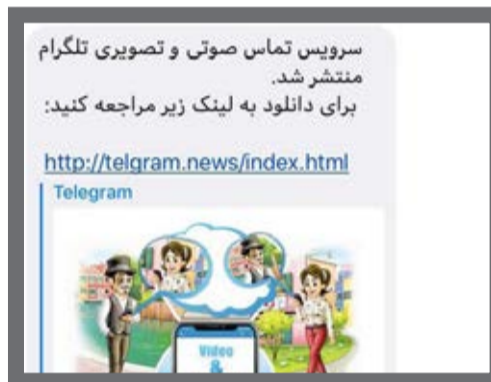 سرویس تماس صوتی و تصویری تلگرام
منتشر شد.
برای دانلود به لینک زیر مراجعه کنید:
http://telgram.news/index.html
Telegram
Video
&